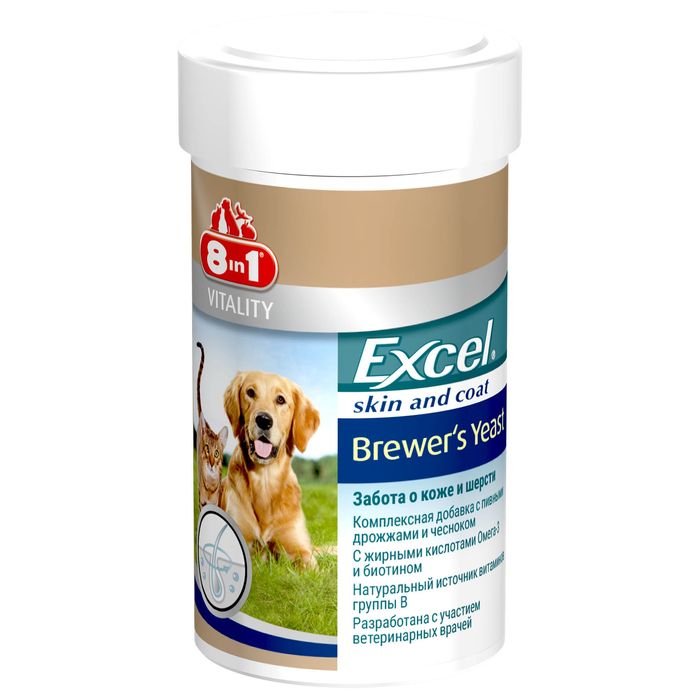 8in1
VITALITY
Excel®
skin and coat
Brewer's Yeast
Забота о коже и шерсти
Комплексная добавка с пивными
дрожжами и чесноком
С жирными кислотами Омега-3
и биотином
Натуральный источник витаминов
группы В
Разработана с участием
ветеринарных врачей